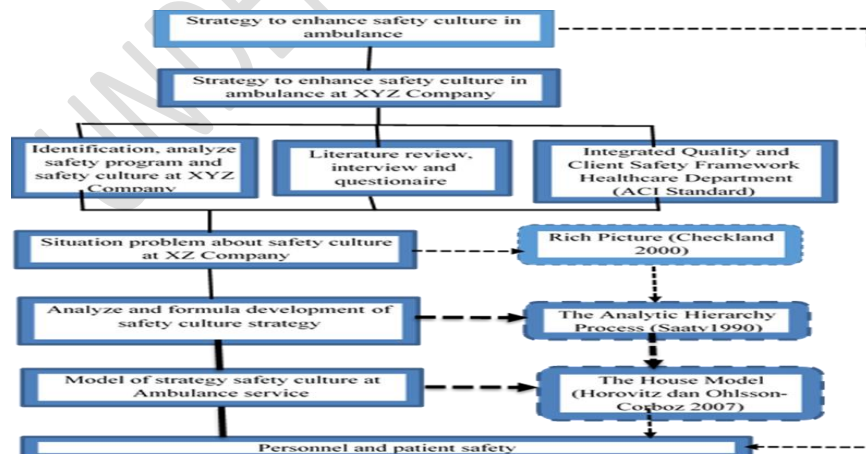 Strategy to enhance safety culture in
ambulance
Strategy to enhance safety culture in
ambulance at XYZ Company
Identification, analyze
safety program and
safety culture at XYZ
Company
Literature review,
interview and
questionaire
Integrated Quality and
Client Safety Framework
Healthcare Department
(ACI Standard)
Situation problem about safety culture
at XZ Company
Rich Picture (Checkland
2000)
Analyze and formula development of
safety culture strategy
The Analytic Hierarchy
Process (Saaty1990)
Model of strategy safety culture at
Ambulance service
The House Model
(Horovitz dan Ohlsson-
Corboz 2007)
Personnel and patient safety
UNDE